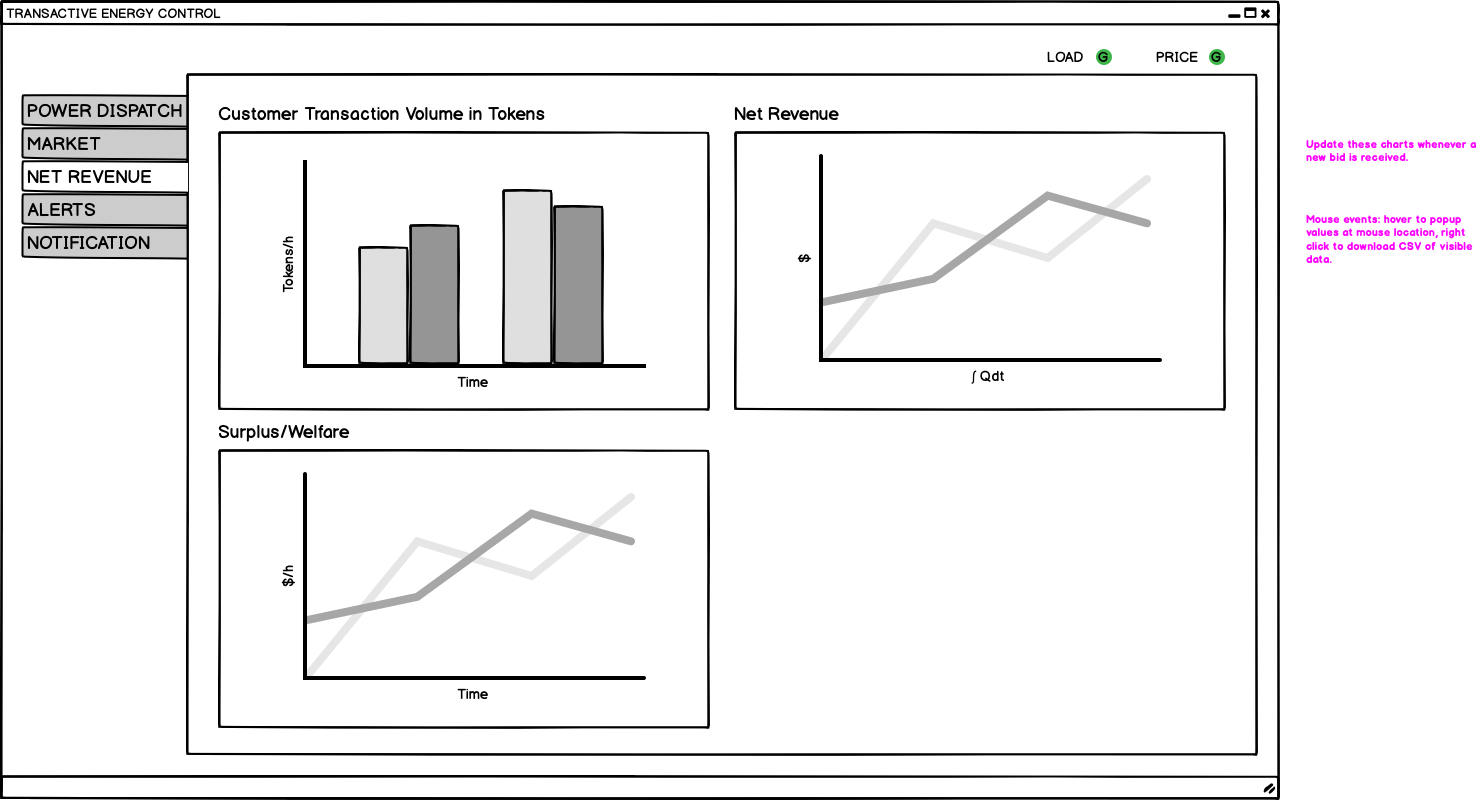 TRANSACTIVE ENERGY CONTROL
LOAD G PRICE G
POWER DISPATCH
MARKET
NET REVENUE
ALERTS
NOTIFICATION
Customer Transaction Volume in Tokens
Tokens/h
Time
Net Revenue
$
∫ Qdt
Surplus/Welfare
$/h
Time
Update these charts whenever a
new bid is received.
Mouse events: hover to popup
values at mouse location, right
click to download CSV of visible
data.